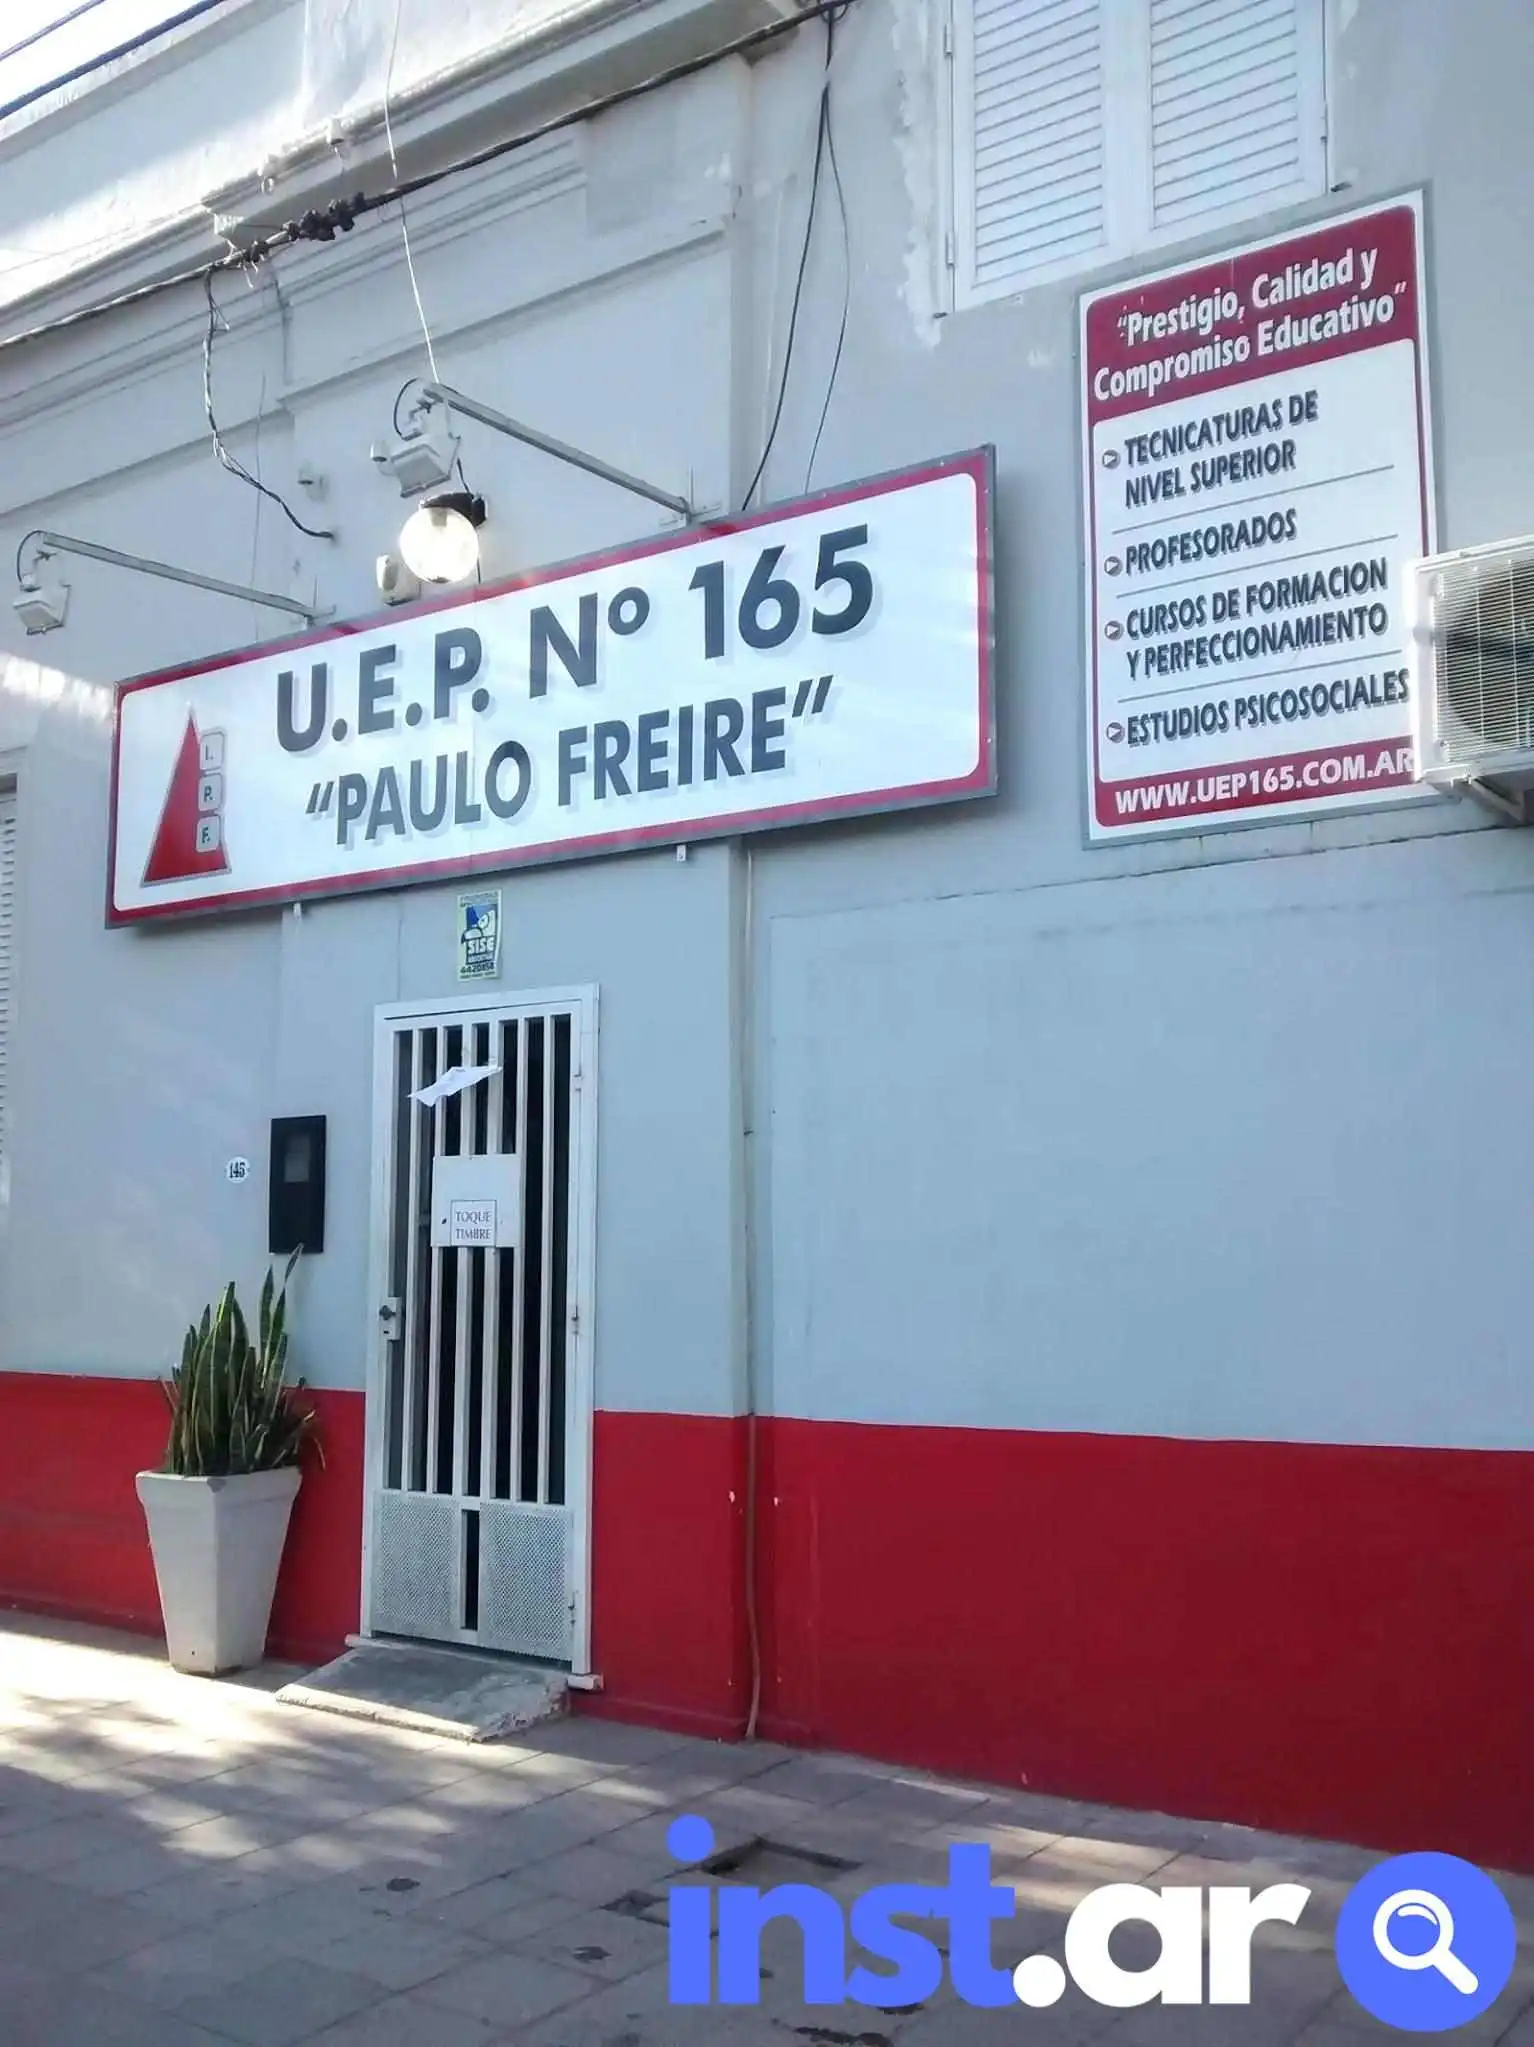 "Prestigio, Calidad y
Compromiso Educativo"
TECNICATURAS DE
NIVEL SUPERIOR
PROFESORADOS
CURSOS DE FORMACION
Y PERFECCIONAMIENTO
ESTUDIOS PSICOSOCIALES
WWW.UEP165.COM.AR
U.E.P. Nº 165
"PAULO FREIRE"
I.
P.
F.
SISE
4420858
145
TOQUE
TIMBRE
inst.ar